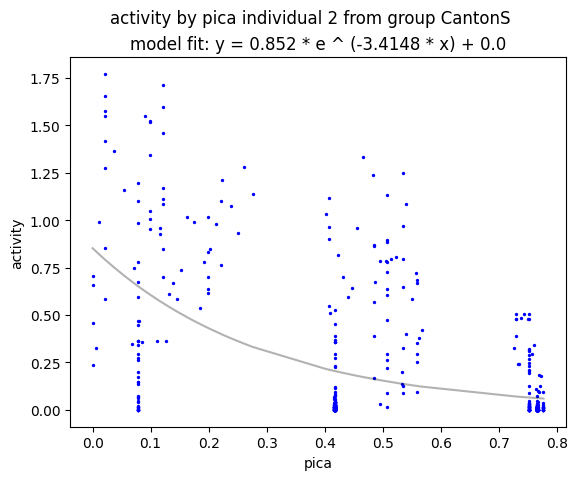 activity by pica individual 2 from group CantonS
model fit: y = 0.852 * e ^ (-3.4148 * x) + 0.0
1.75
1.50
1.25
1.00
0.75
0.50
0.25
0.00
activity
0.0 0.1 0.2 0.3 0.4 0.5 0.6 0.7 0.8
pica